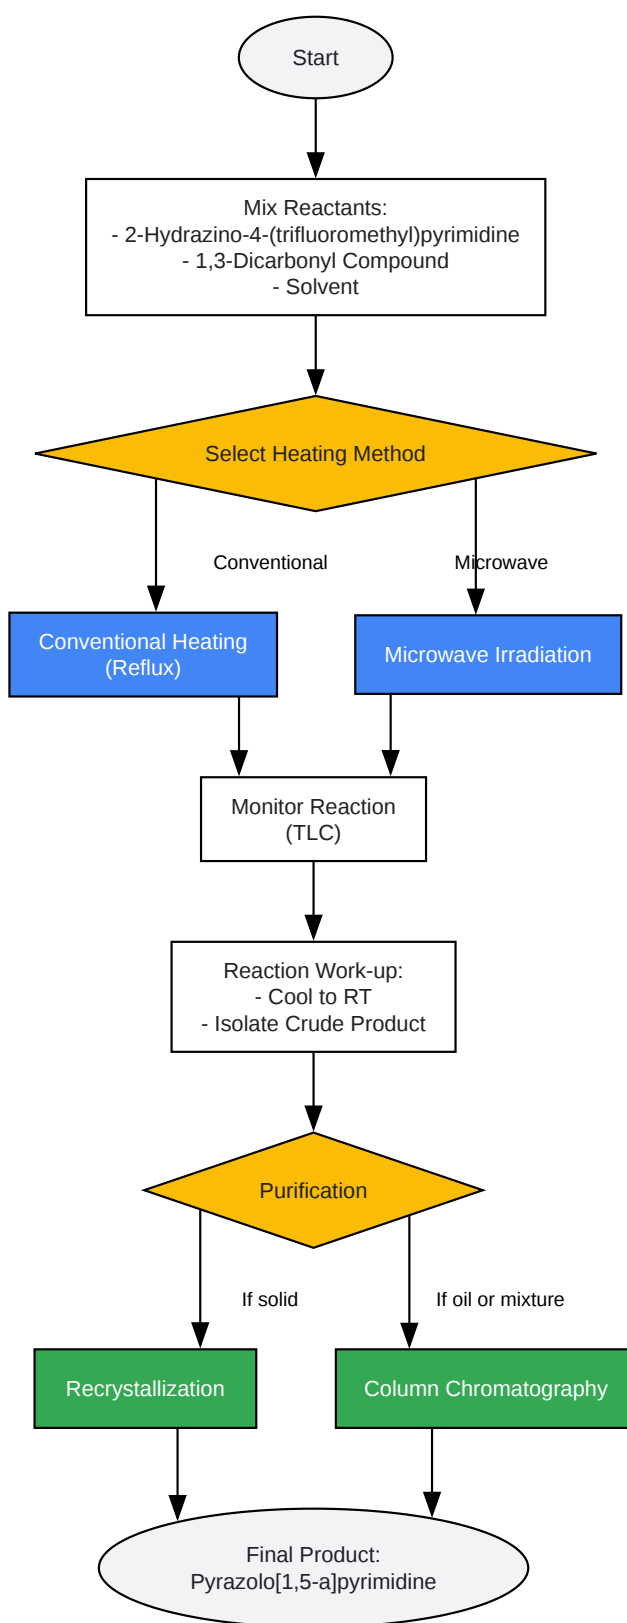 Start
Mix Reactants:
- 2-Hydrazino-4-(trifluoromethyl)pyrimidine
- 1,3-Dicarbonyl Compound
- Solvent
Select Heating Method
Conventional
Microwave
Conventional Heating
(Reflux)
Microwave Irradiation
Monitor Reaction
(TLC)
Reaction Work-up:
- Cool to RT
- Isolate Crude Product
Purification
If solid
If oil or mixture
Recrystallization
Column Chromatography
Final Product:
Pyrazolo[1,5-a]pyrimidine